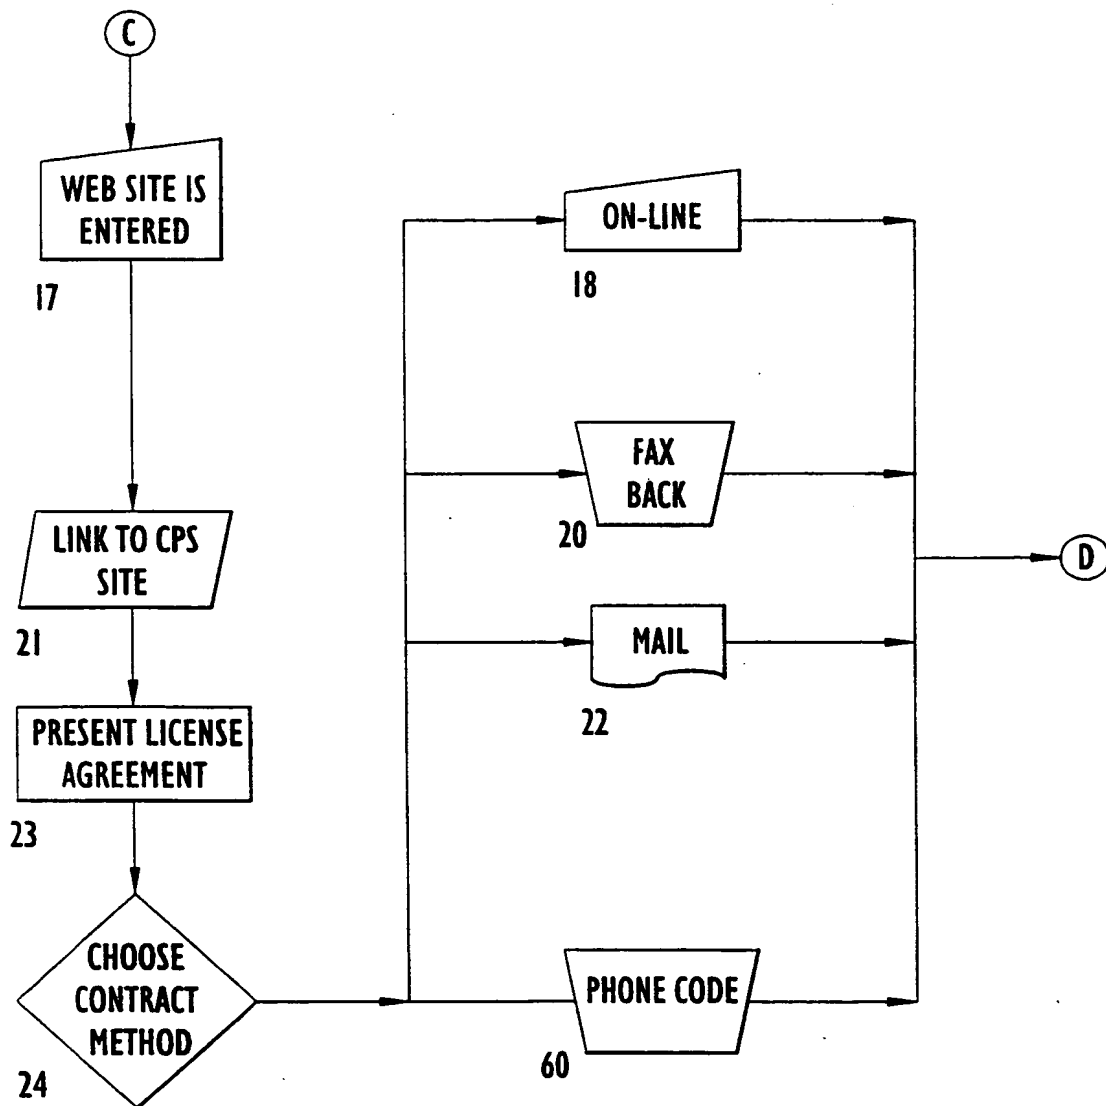 C
WEB SITE IS
ENTERED
17
LINK TO CPS
SITE
21
PRESENT LICENSE
AGREEMENT
23
CHOOSE
CONTRACT
METHOD
24
ON-LINE
18
FAX
BACK
20
MAIL
22
PHONE CODE
60
D